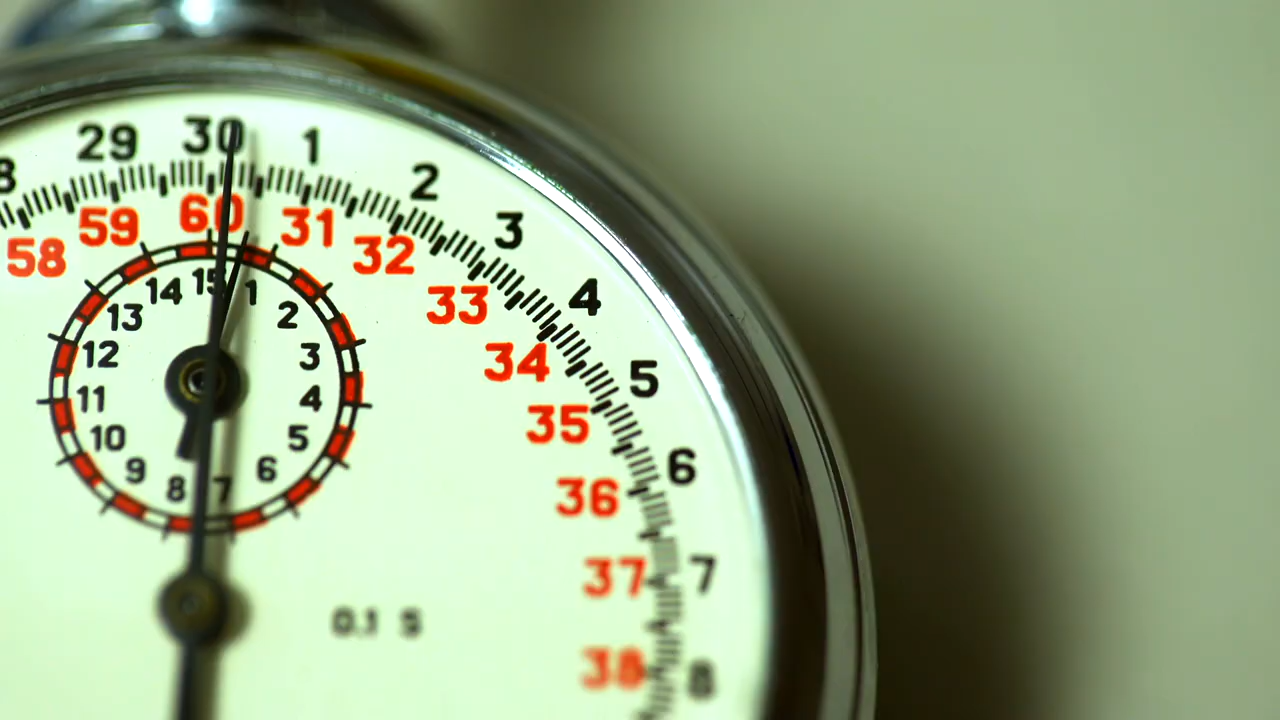 29 30 1 2 3 4 5 6 7 8
58 59 60 31 32 33 34 35 36 37 38
15 1 2 3 4 5 6 7 8 9 10 11 12 13 14
0.1 S